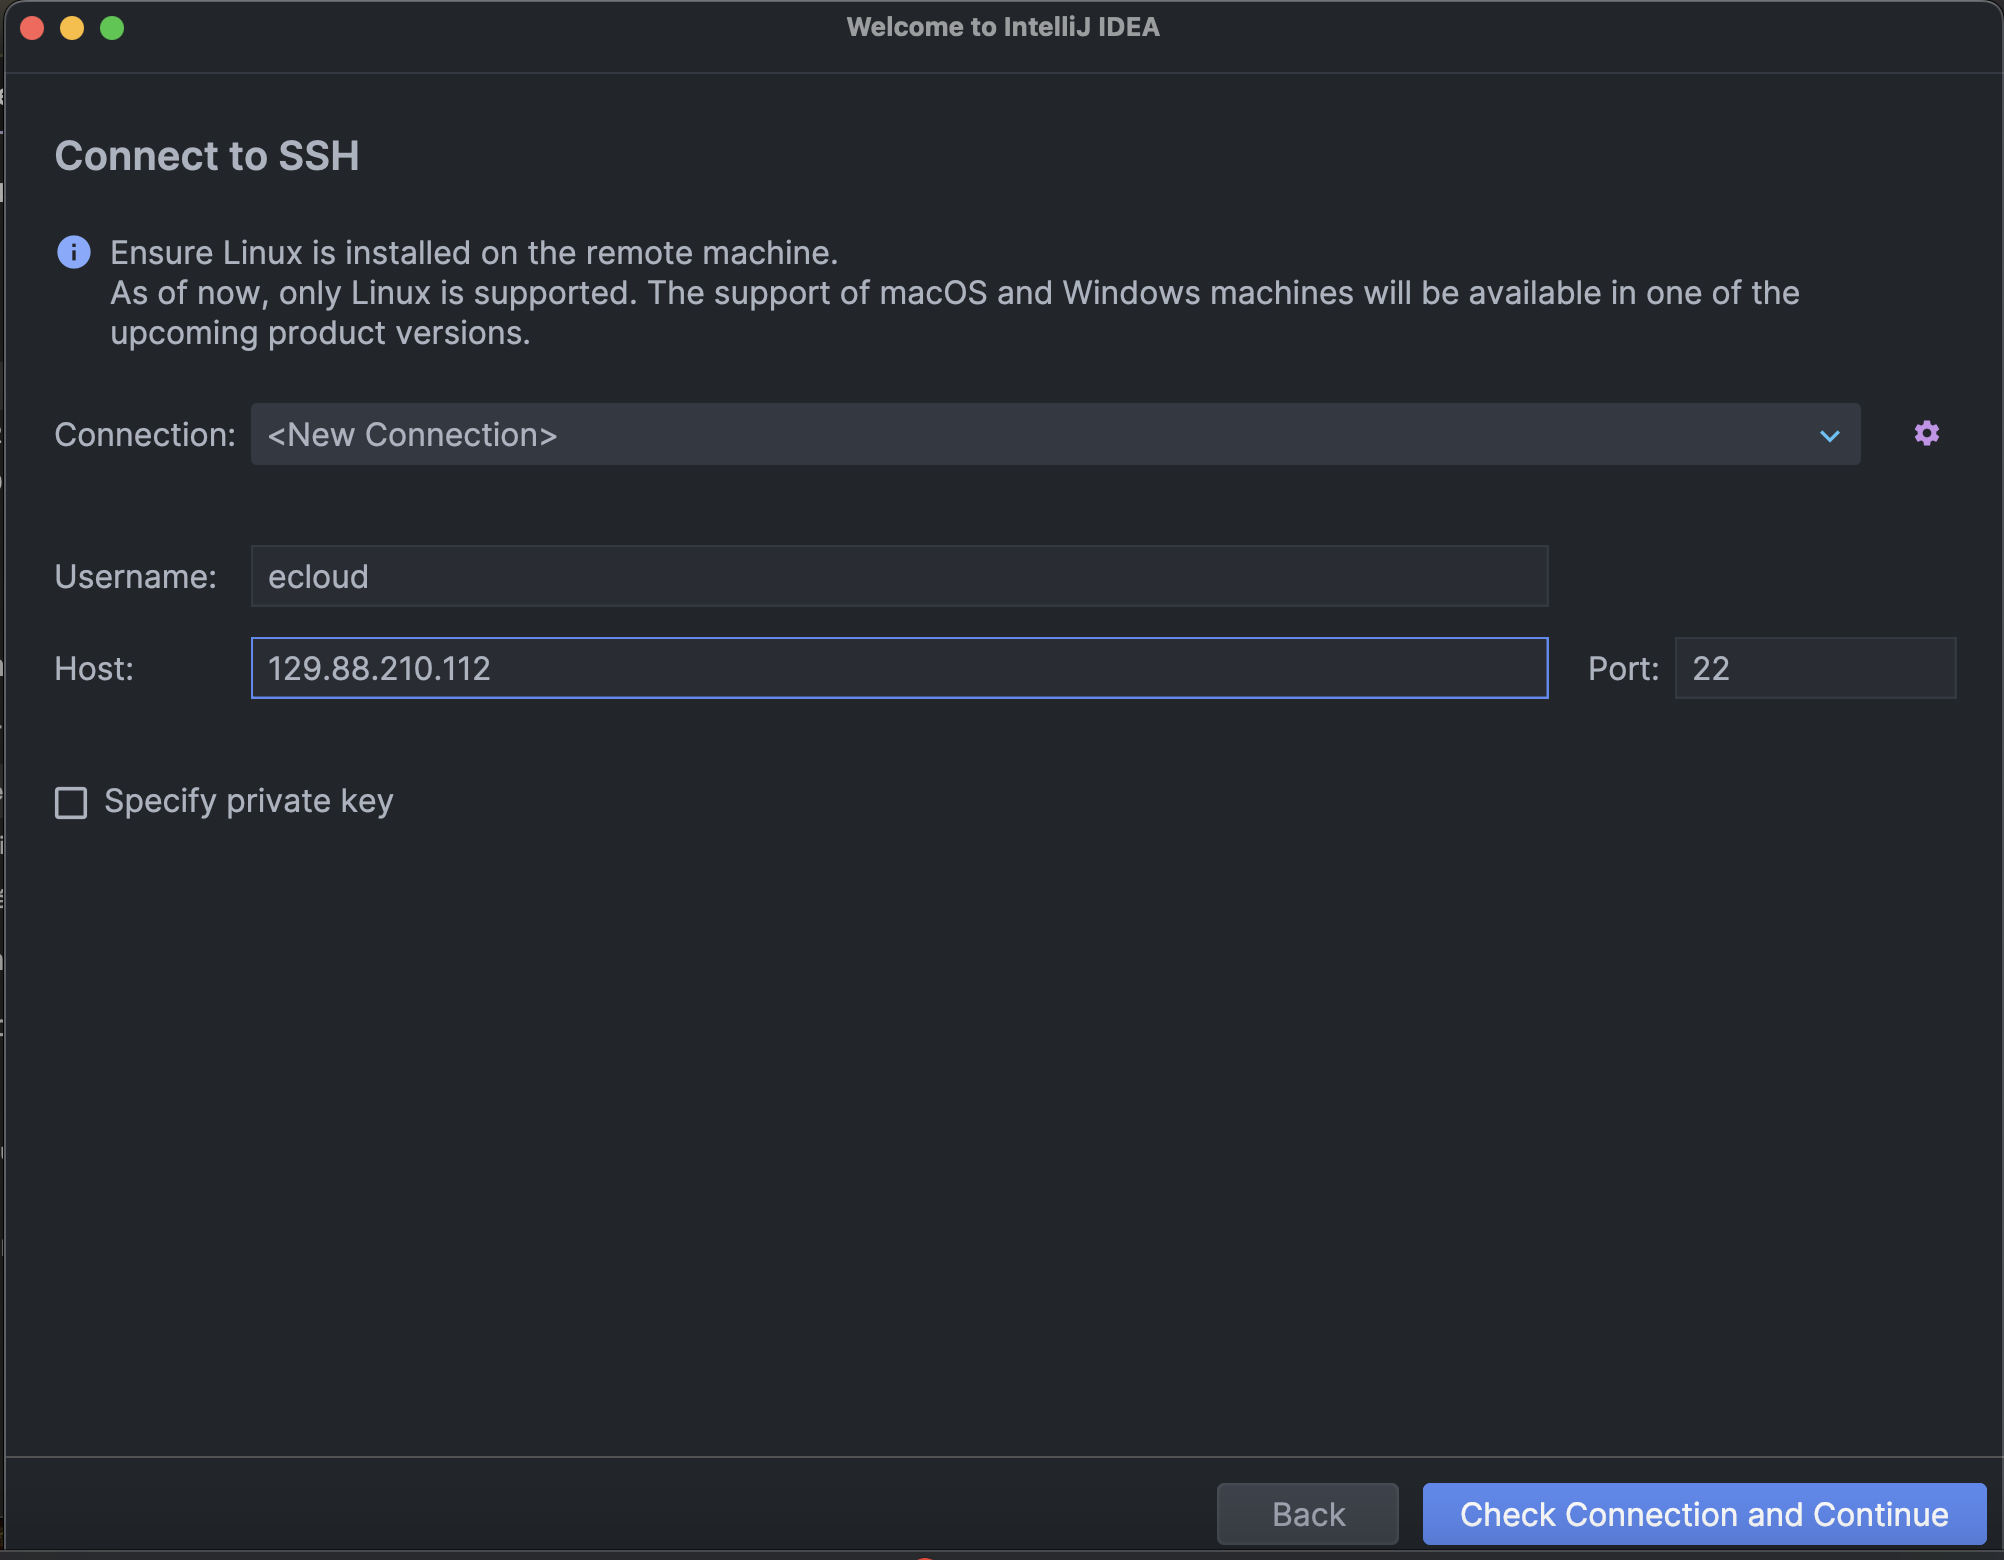 Welcome to IntelliJ IDEA
Connect to SSH
Ensure Linux is installed on the remote machine.
As of now, only Linux is supported. The support of macOS and Windows machines will be available in one of the
upcoming product versions.
Connection: <New Connection>
Username: ecloud
Host: 129.88.210.112 Port: 22
Specify private key
Back Check Connection and Continue